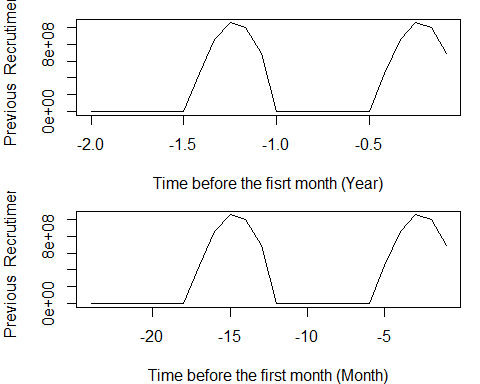 Previous Recrutimer
0e+00
8e+08
-2.0
-1.5
-1.0
-0.5
Time before the fisrt month (Year)
Previous Recrutimer
0e+00
8e+08
-20
-15
-10
-5
Time before the first month (Month)